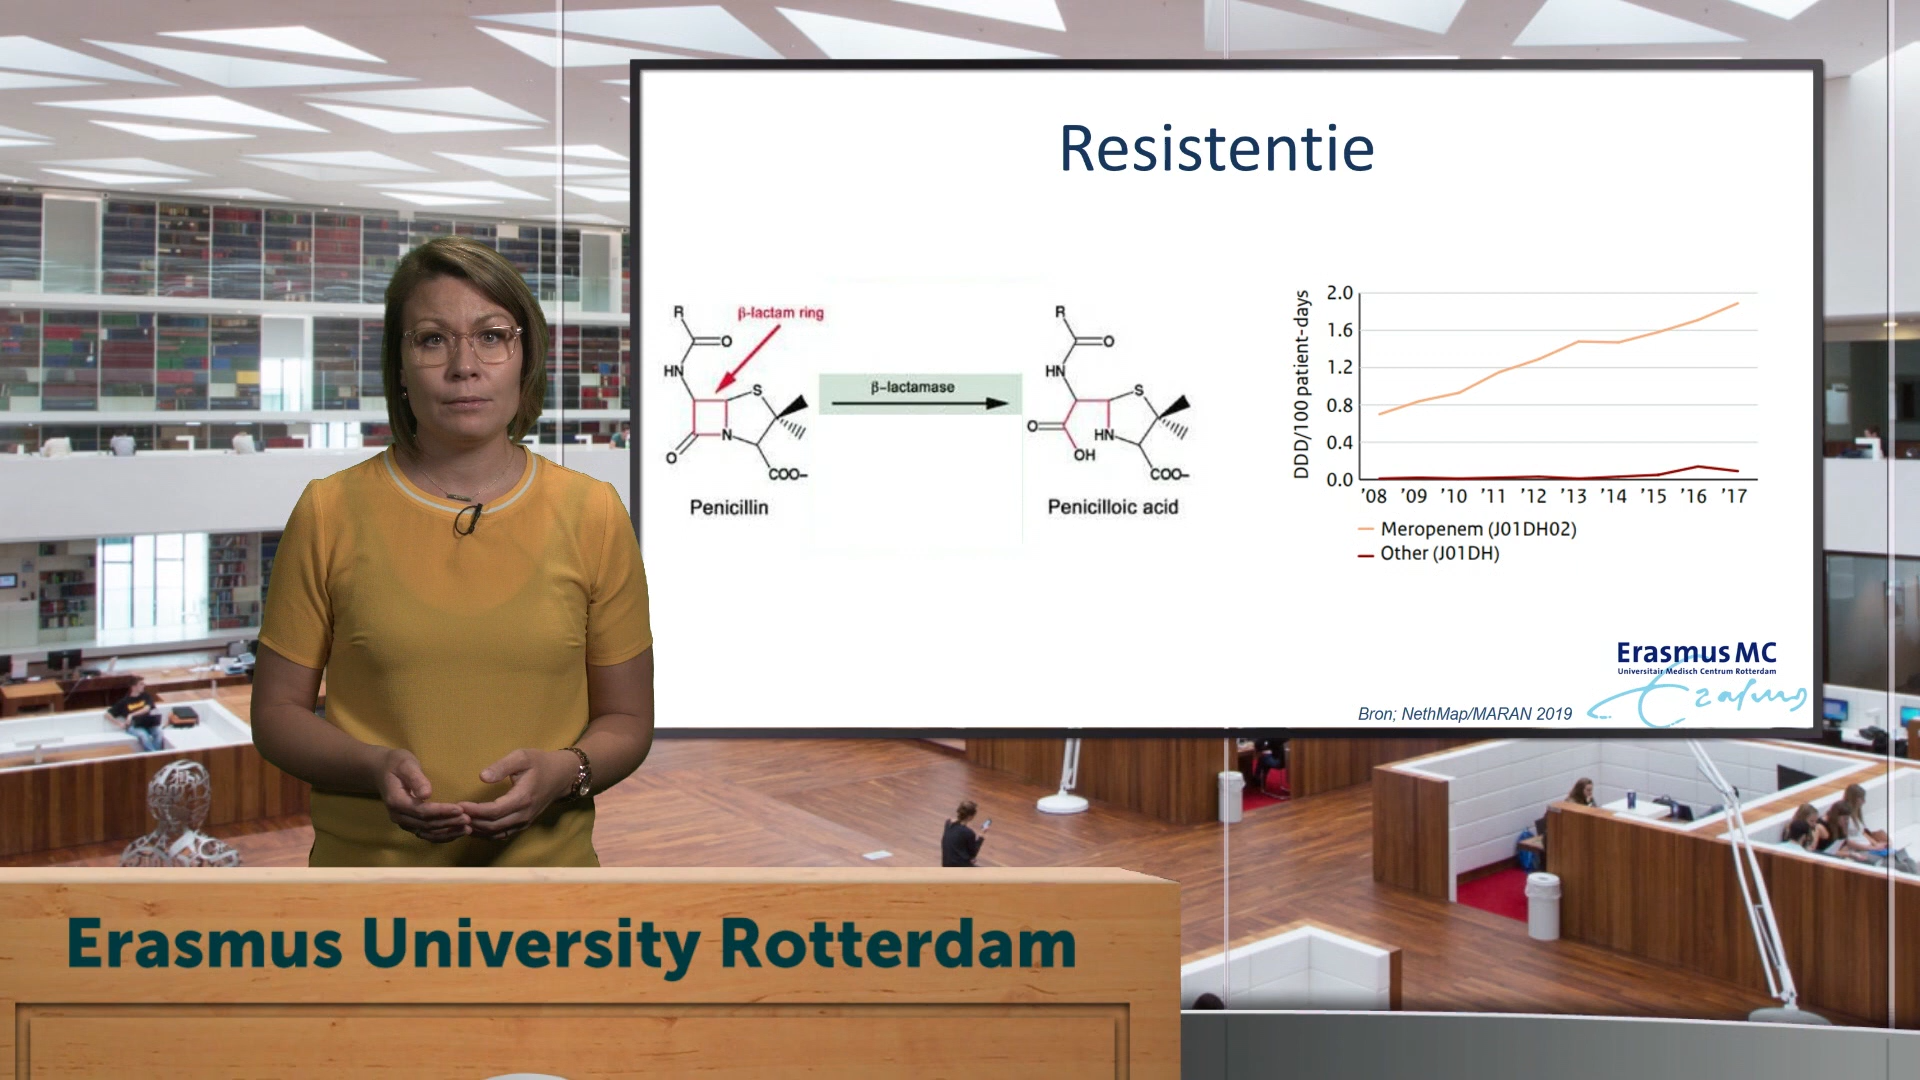 Resistentie
R
β-lactam ring
O
HN
S
N
O
COO–
Penicillin
β–lactamase
R
O
HN
S
O
HN
OH
COO–
Penicilloic acid
DDD/100 patient-days
2.0
1.6
1.2
0.8
0.4
0.0
'08 '09 '10 '11 '12 '13 '14 '15 '16 '17
Meropenem (J01DH02)
Other (J01DH)
Erasmus MC
Universitair Medisch Centrum Rotterdam
Erasmus
Bron; NethMap/MARAN 2019
Erasmus University Rotterdam